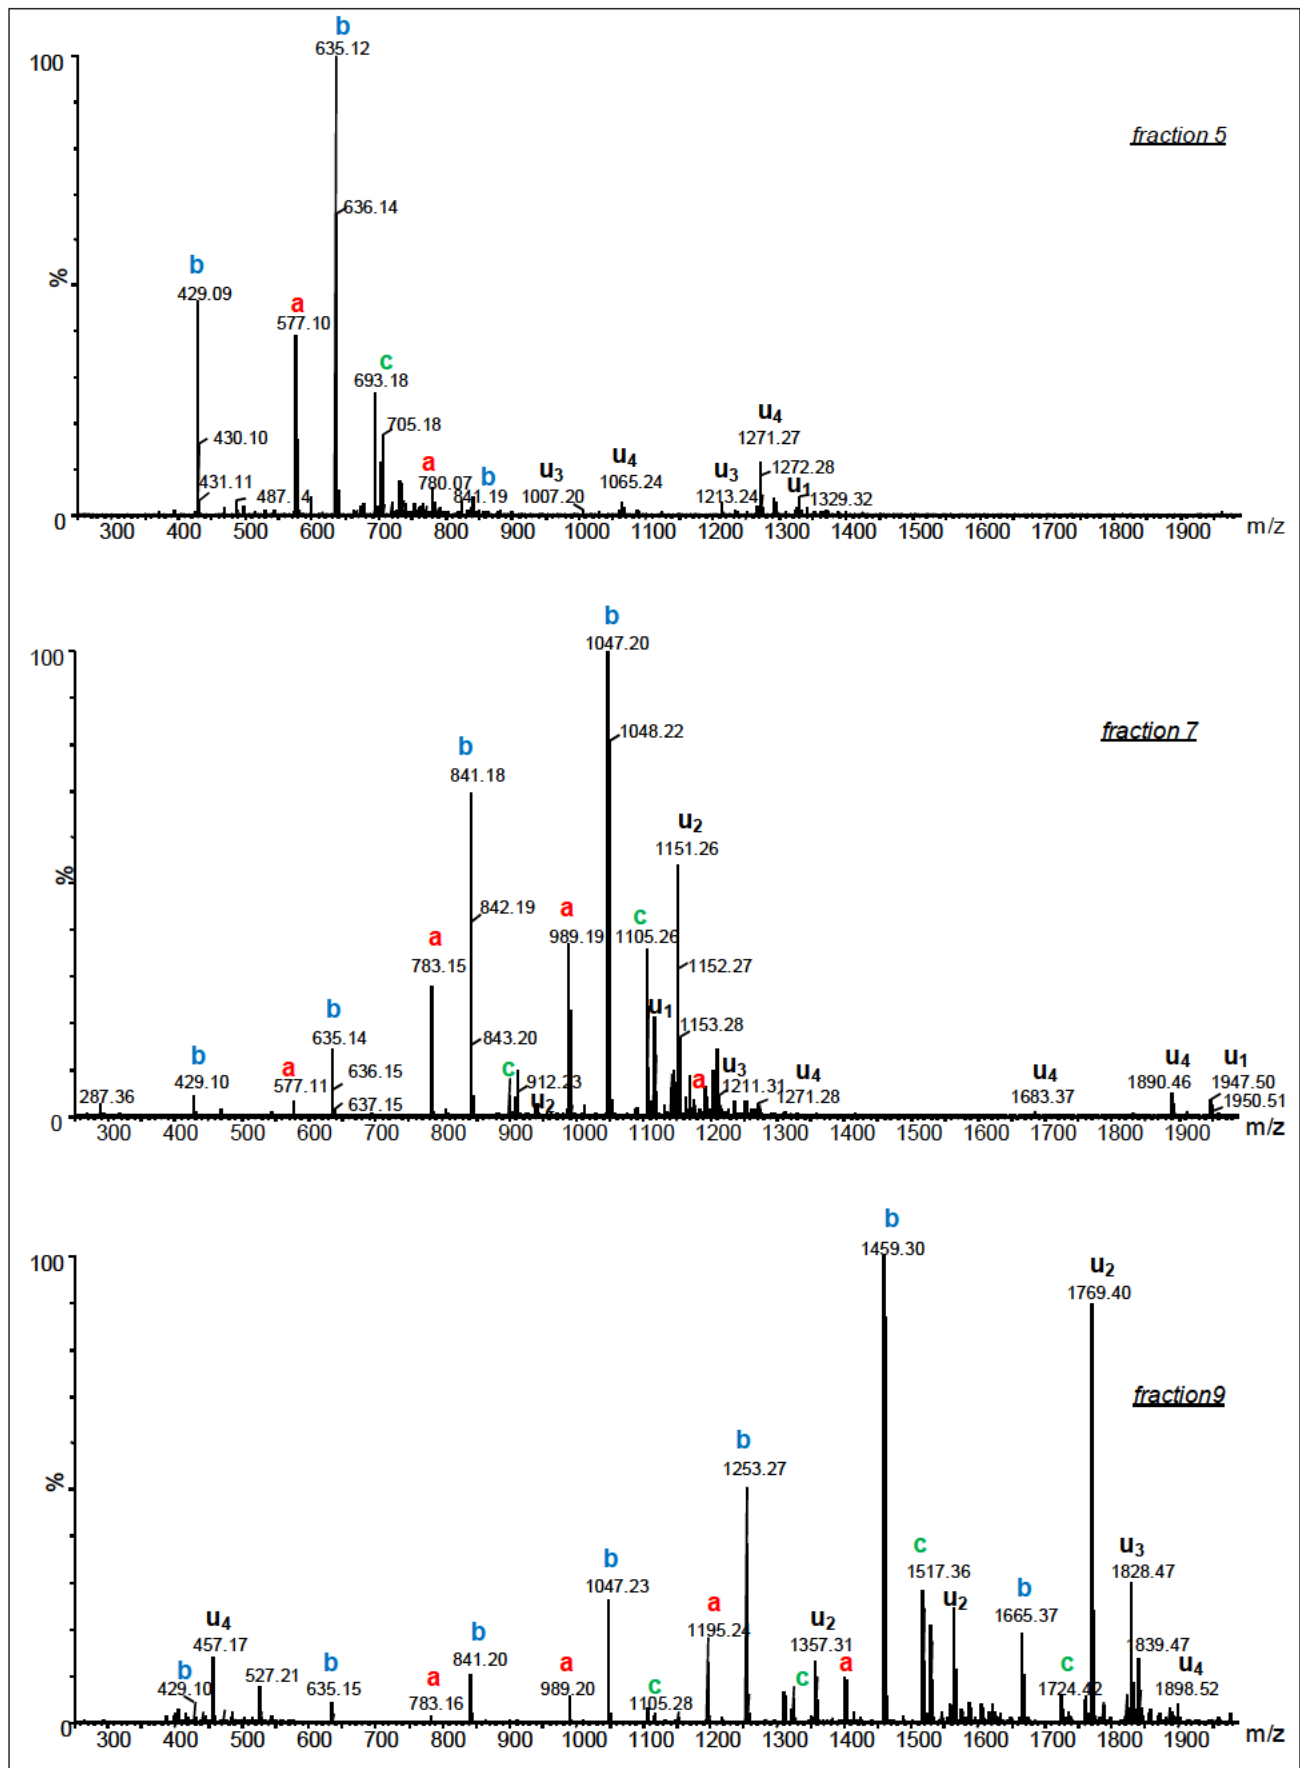 b
100
635.12
fraction 5
636.14
b
%
429.09
a
577.10
c
693.18
u4
705.18
430.10
1271.27
a
u3
u4
1272.28
431.11
780.07
b
u3
u1
487.14
841.19
1007.20
1065.24
1213.24
1329.32
0
300 400 500 600 700 800 900 1000 1100 1200 1300 1400 1500 1600 1700 1800 1900 m/z
b
1047.20
100
fraction 7
1048.22
b
841.18
u2
1151.26
%
842.19
a
c
989.19
1105.26
a
783.15
1152.27
b
u1
635.14
1153.28
843.20
b
636.15
c
a
u3
u4
u4
u4
u1
429.10
a
577.11
912.23
1211.31
1271.28
1683.37
1890.46
1947.50
287.36
637.15
u2
1950.51
0
300 400 500 600 700 800 900 1000 1100 1200 1300 1400 1500 1600 1700 1800 1900 m/z
b
100
1459.30
u2
1769.40
fraction9
b
1253.27
%
b
c
u3
1047.23
1517.36
1828.47
a
u2
b
1195.24
u4
u2
1665.37
457.17
b
1357.31
1839.47
b
527.21
b
841.20
a
a
c
c
a
c
u4
429.10
635.15
783.16
989.20
1105.28
1724.42
1898.52
0
300 400 500 600 700 800 900 1000 1100 1200 1300 1400 1500 1600 1700 1800 1900 m/z